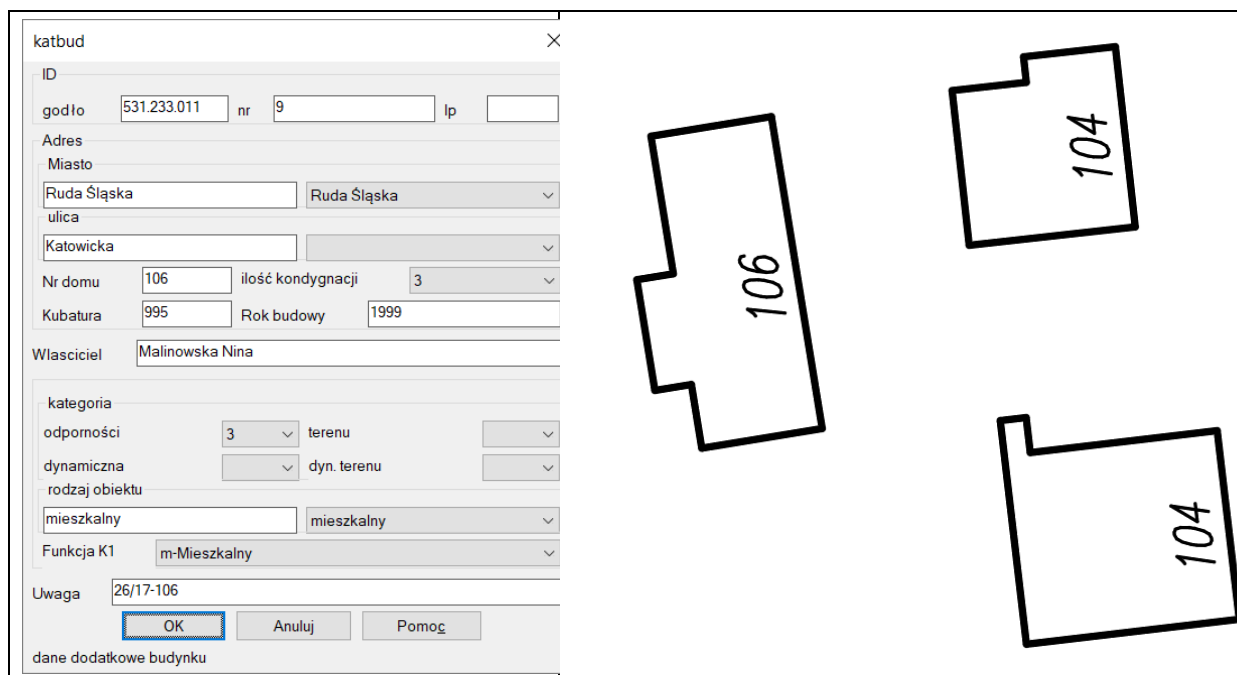 katbud
ID
godło 531.233.011 nr 9 lp
Adres
Miasto
Ruda Śląska Ruda Śląska
ulica
Katowicka
Nr domu 106 ilość kondygnacji 3
Kubatura 995 Rok budowy 1999
Wlasciciel Malinowska Nina
kategoria
odporności 3 terenu
dynamiczna dyn. terenu
rodzaj obiektu
mieszkalny mieszkalny
Funkcja K1 m-Mieszkalny
Uwaga 26/17-106
OK Anuluj Pomoc
dane dodatkowe budynku
104
106
104